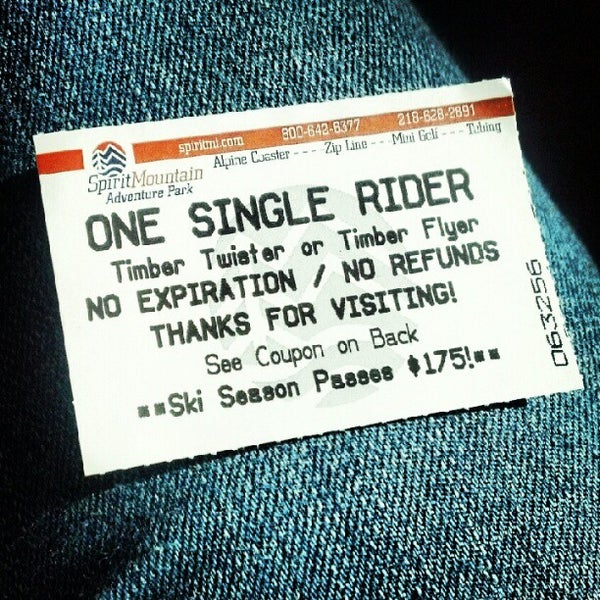 spiritmt.com 800-642-6377 218-628-2891
Alpine Coaster ---- Zip Line ---- Mini Golf ---- Tubing
SpiritMountain
Adventure Park
ONE SINGLE RIDER
Timber Twister or Timber Flyer
NO EXPIRATION / NO REFUNDS
THANKS FOR VISITING!
See Coupon on Back
**Ski Season Passes $175!**
063256